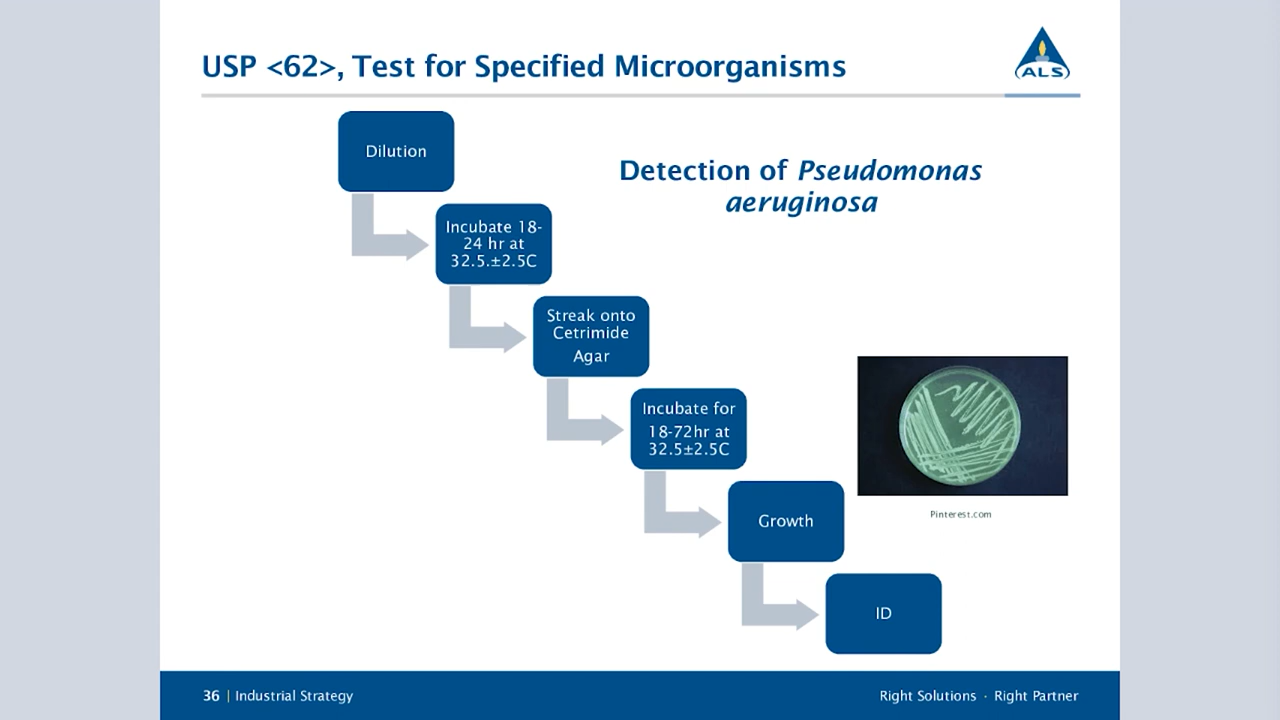 USP <62>, Test for Specified Microorganisms
ALS
Dilution
Detection of Pseudomonas
aeruginosa
Incubate 18-
24 hr at
32.5.±2.5C
Streak onto
Cetrimide
Agar
Incubate for
18-72hr at
32.5±2.5C
Growth
Pinterest.com
ID
36 | Industrial Strategy
Right Solutions · Right Partner